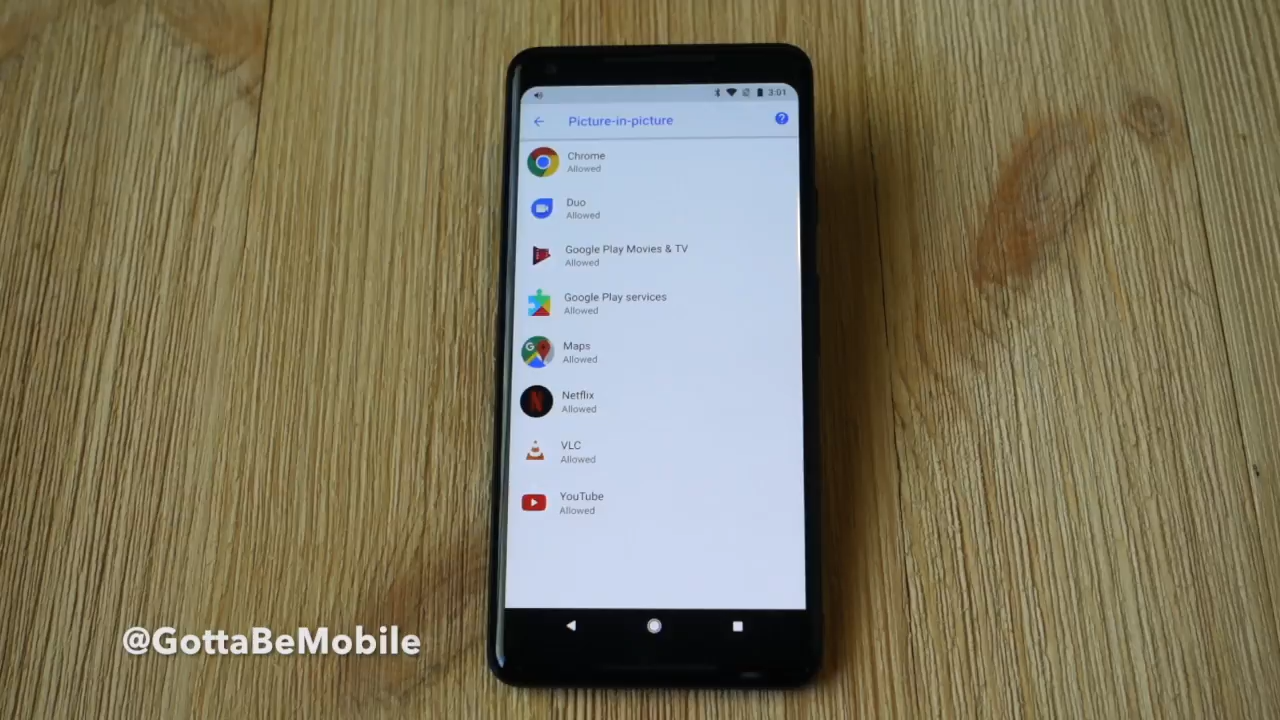 3:01
Picture-in-picture
Chrome
Allowed
Duo
Allowed
Google Play Movies & TV
Allowed
Google Play services
Allowed
Maps
Allowed
Netflix
Allowed
VLC
Allowed
YouTube
Allowed
@GottaBeMobile